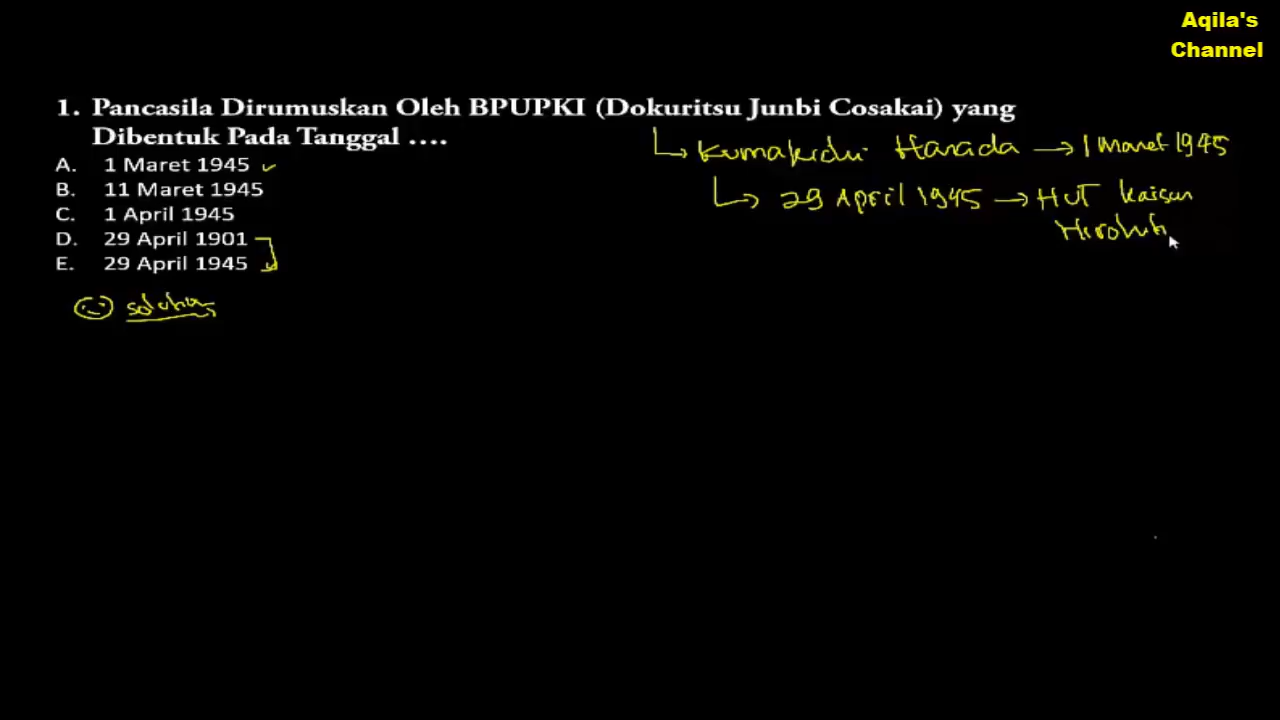 Aqila's
Channel
1. Pancasila Dirumuskan Oleh BPUPKI (Dokuritsu Junbi Cosakai) yang
Dibentuk Pada Tanggal ....
A. 1 Maret 1945
B. 11 Maret 1945
C. 1 April 1945
D. 29 April 1901
E. 29 April 1945
Harada → 1 Maret 1945
29 April 1945 → HUT Kaisar